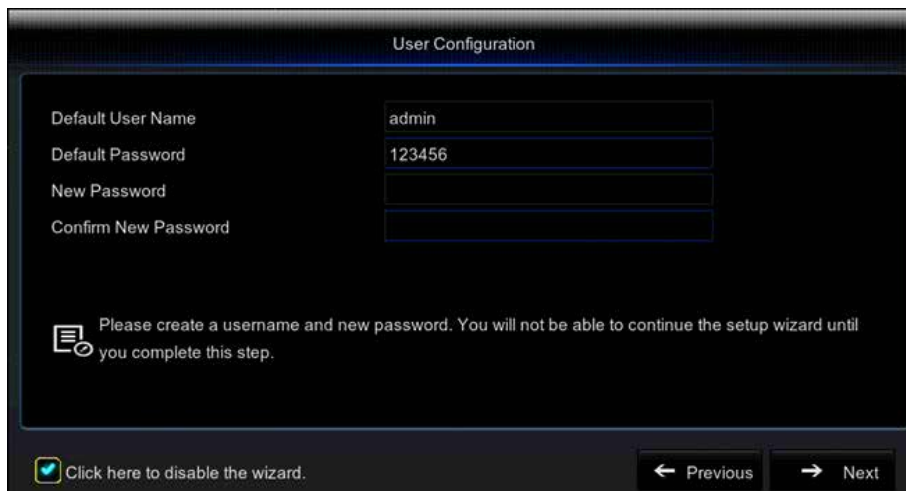 User Configuration
Default User Name admin
Default Password 123456
New Password
Confirm New Password
Please create a username and new password. You will not be able to continue the setup wizard until
you complete this step.
Click here to disable the wizard. Previous Next